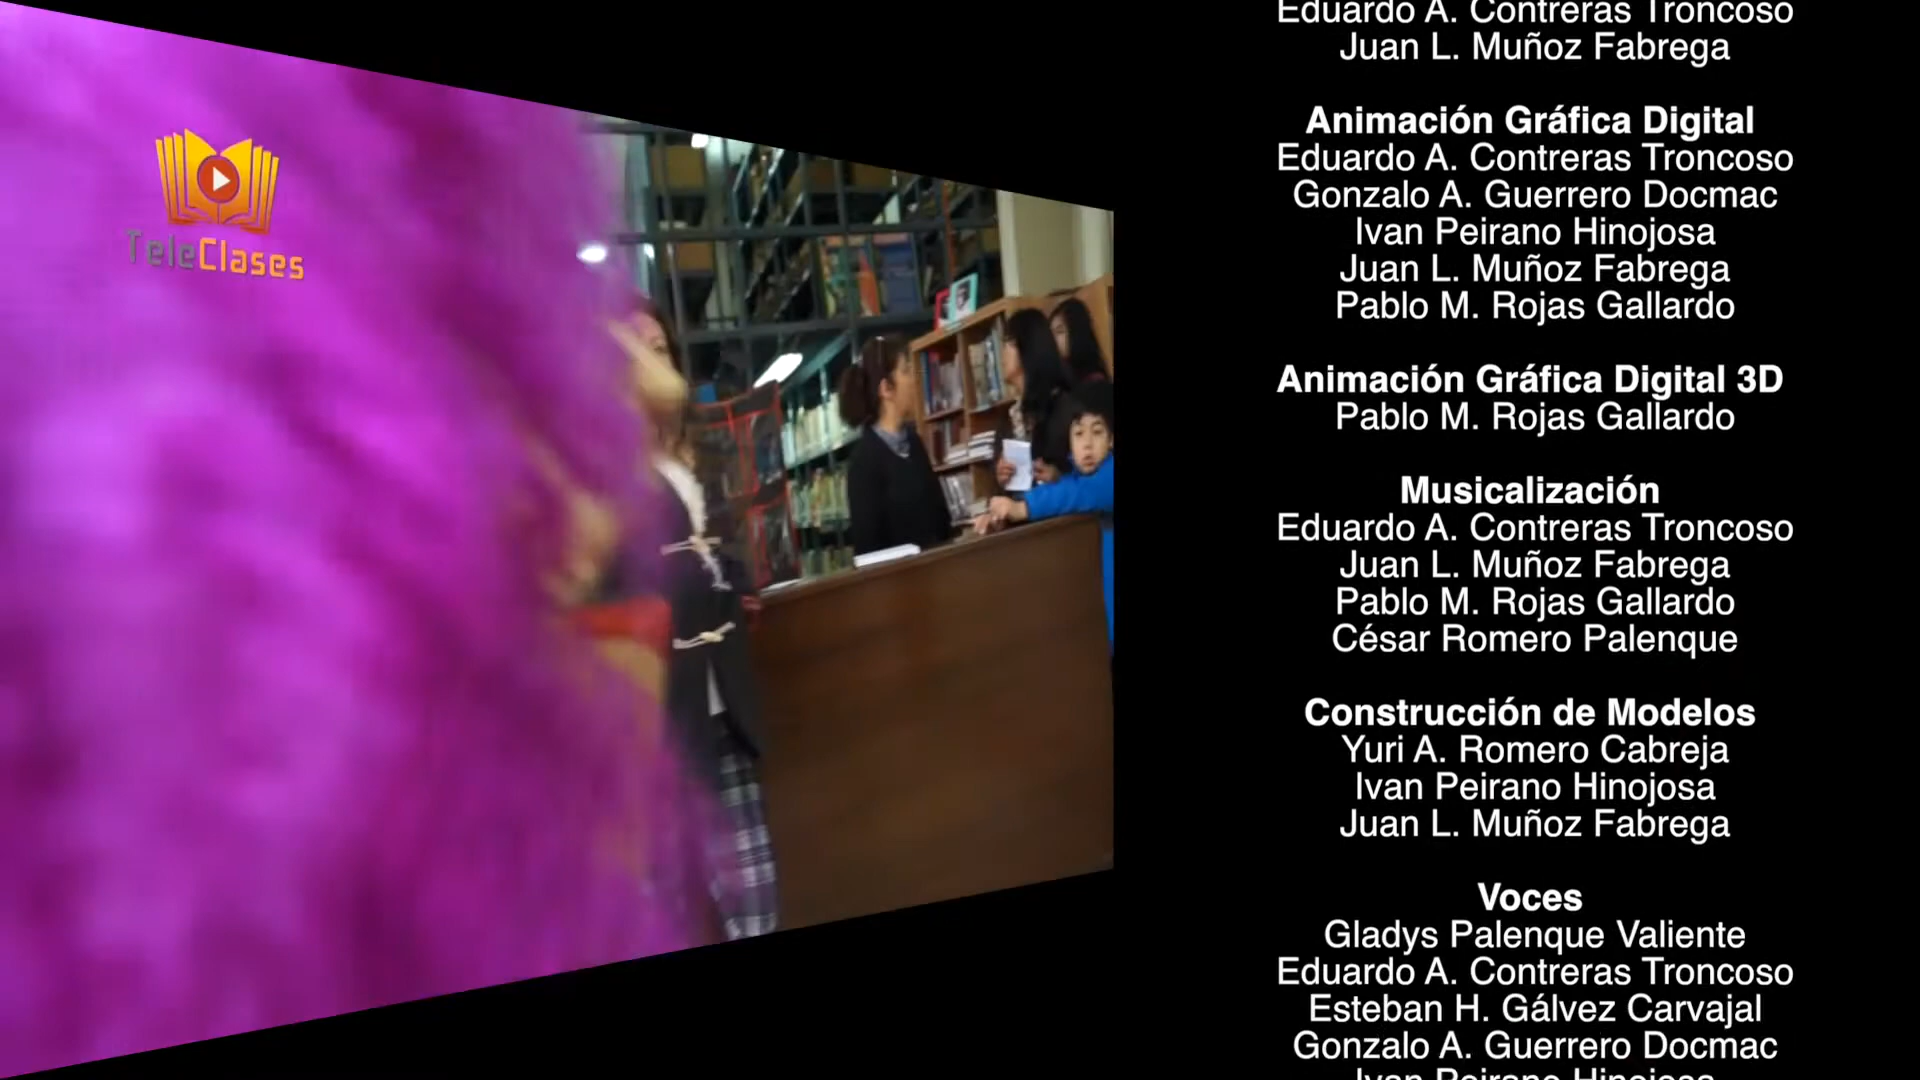 TeleClases
Eduardo A. Contreras Troncoso
Juan L. Muñoz Fabrega
Animación Gráfica Digital
Eduardo A. Contreras Troncoso
Gonzalo A. Guerrero Docmac
Ivan Peirano Hinojosa
Juan L. Muñoz Fabrega
Pablo M. Rojas Gallardo
Animación Gráfica Digital 3D
Pablo M. Rojas Gallardo
Musicalización
Eduardo A. Contreras Troncoso
Juan L. Muñoz Fabrega
Pablo M. Rojas Gallardo
César Romero Palenque
Construcción de Modelos
Yuri A. Romero Cabreja
Ivan Peirano Hinojosa
Juan L. Muñoz Fabrega
Voces
Gladys Palenque Valiente
Eduardo A. Contreras Troncoso
Esteban H. Gálvez Carvajal
Gonzalo A. Guerrero Docmac
Ivan Peirano Hinojosa